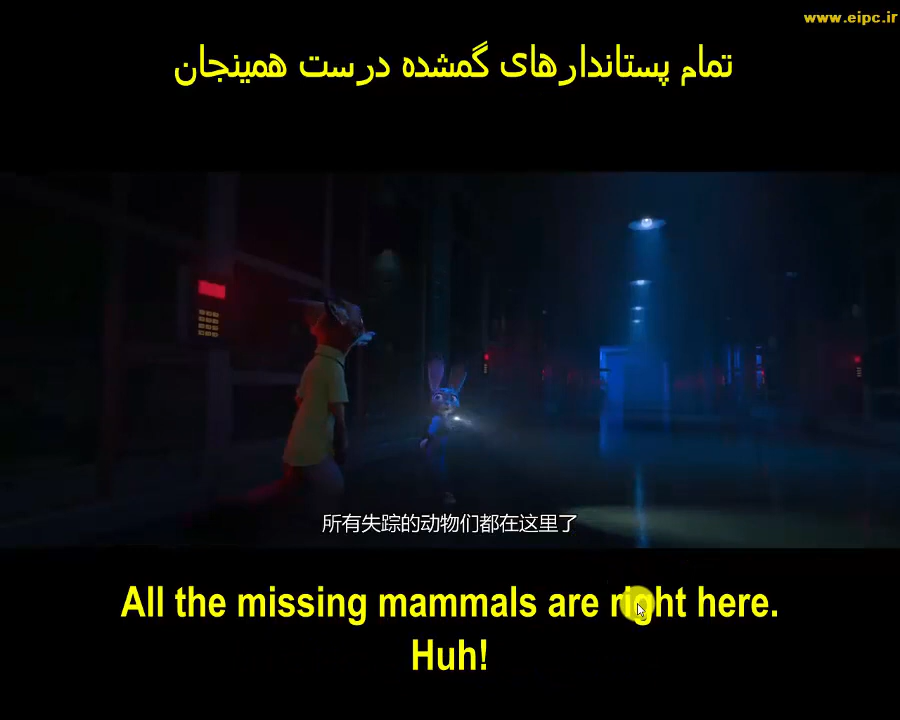 www.eipc.ir
تمام پستاندارهای گمشده درست همینجان
所有失踪的动物们都在这里了
All the missing mammals are right here.
Huh!